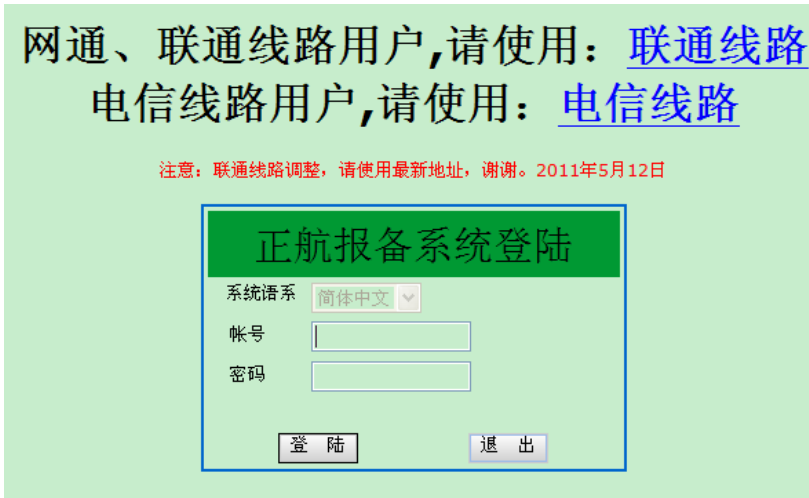 网通、联通线路用户,请使用：联通线路
电信线路用户,请使用：电信线路
注意：联通线路调整，请使用最新地址，谢谢。2011年5月12日
正航报备系统登陆
系统语系 简体中文
帐号
密码
登 陆 退 出